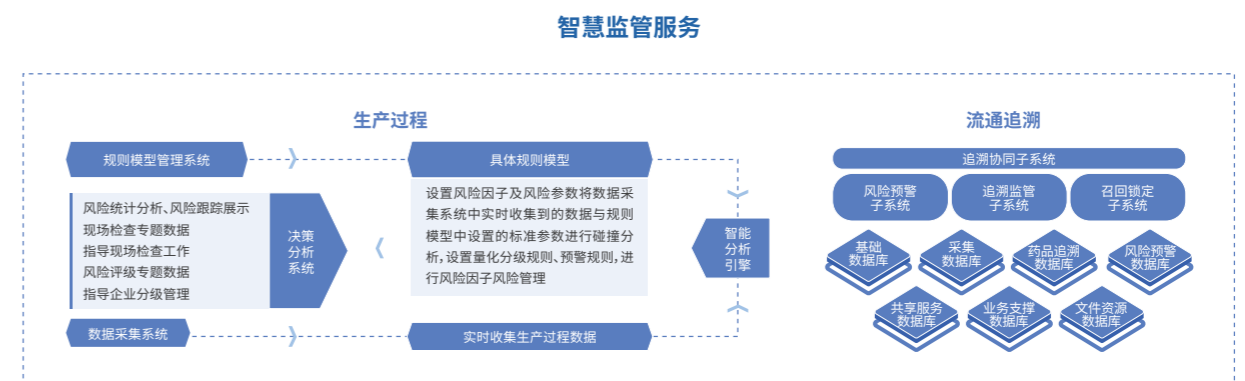 智慧监管服务
生产过程
规则模型管理系统
具体规则模型
设置风险因子及风险参数将数据采
集系统中实时收集到的数据与规则
模型中设置的标准参数进行碰撞分
析,设置量化分级规则、预警规则,进
行风险因子风险管理
风险统计分析、风险跟踪展示
现场检查专题数据
指导现场检查工作
风险评级专题数据
指导企业分级管理
决策
分析
系统
智能
分析
引擎
数据采集系统
实时收集生产过程数据
流通追溯
追溯协同子系统
风险预警
子系统
追溯监管
子系统
召回锁定
子系统
基础
数据库
采集
数据库
药品追溯
数据库
风险预警
数据库
共享服务
数据库
业务支撑
数据库
文件资源
数据库